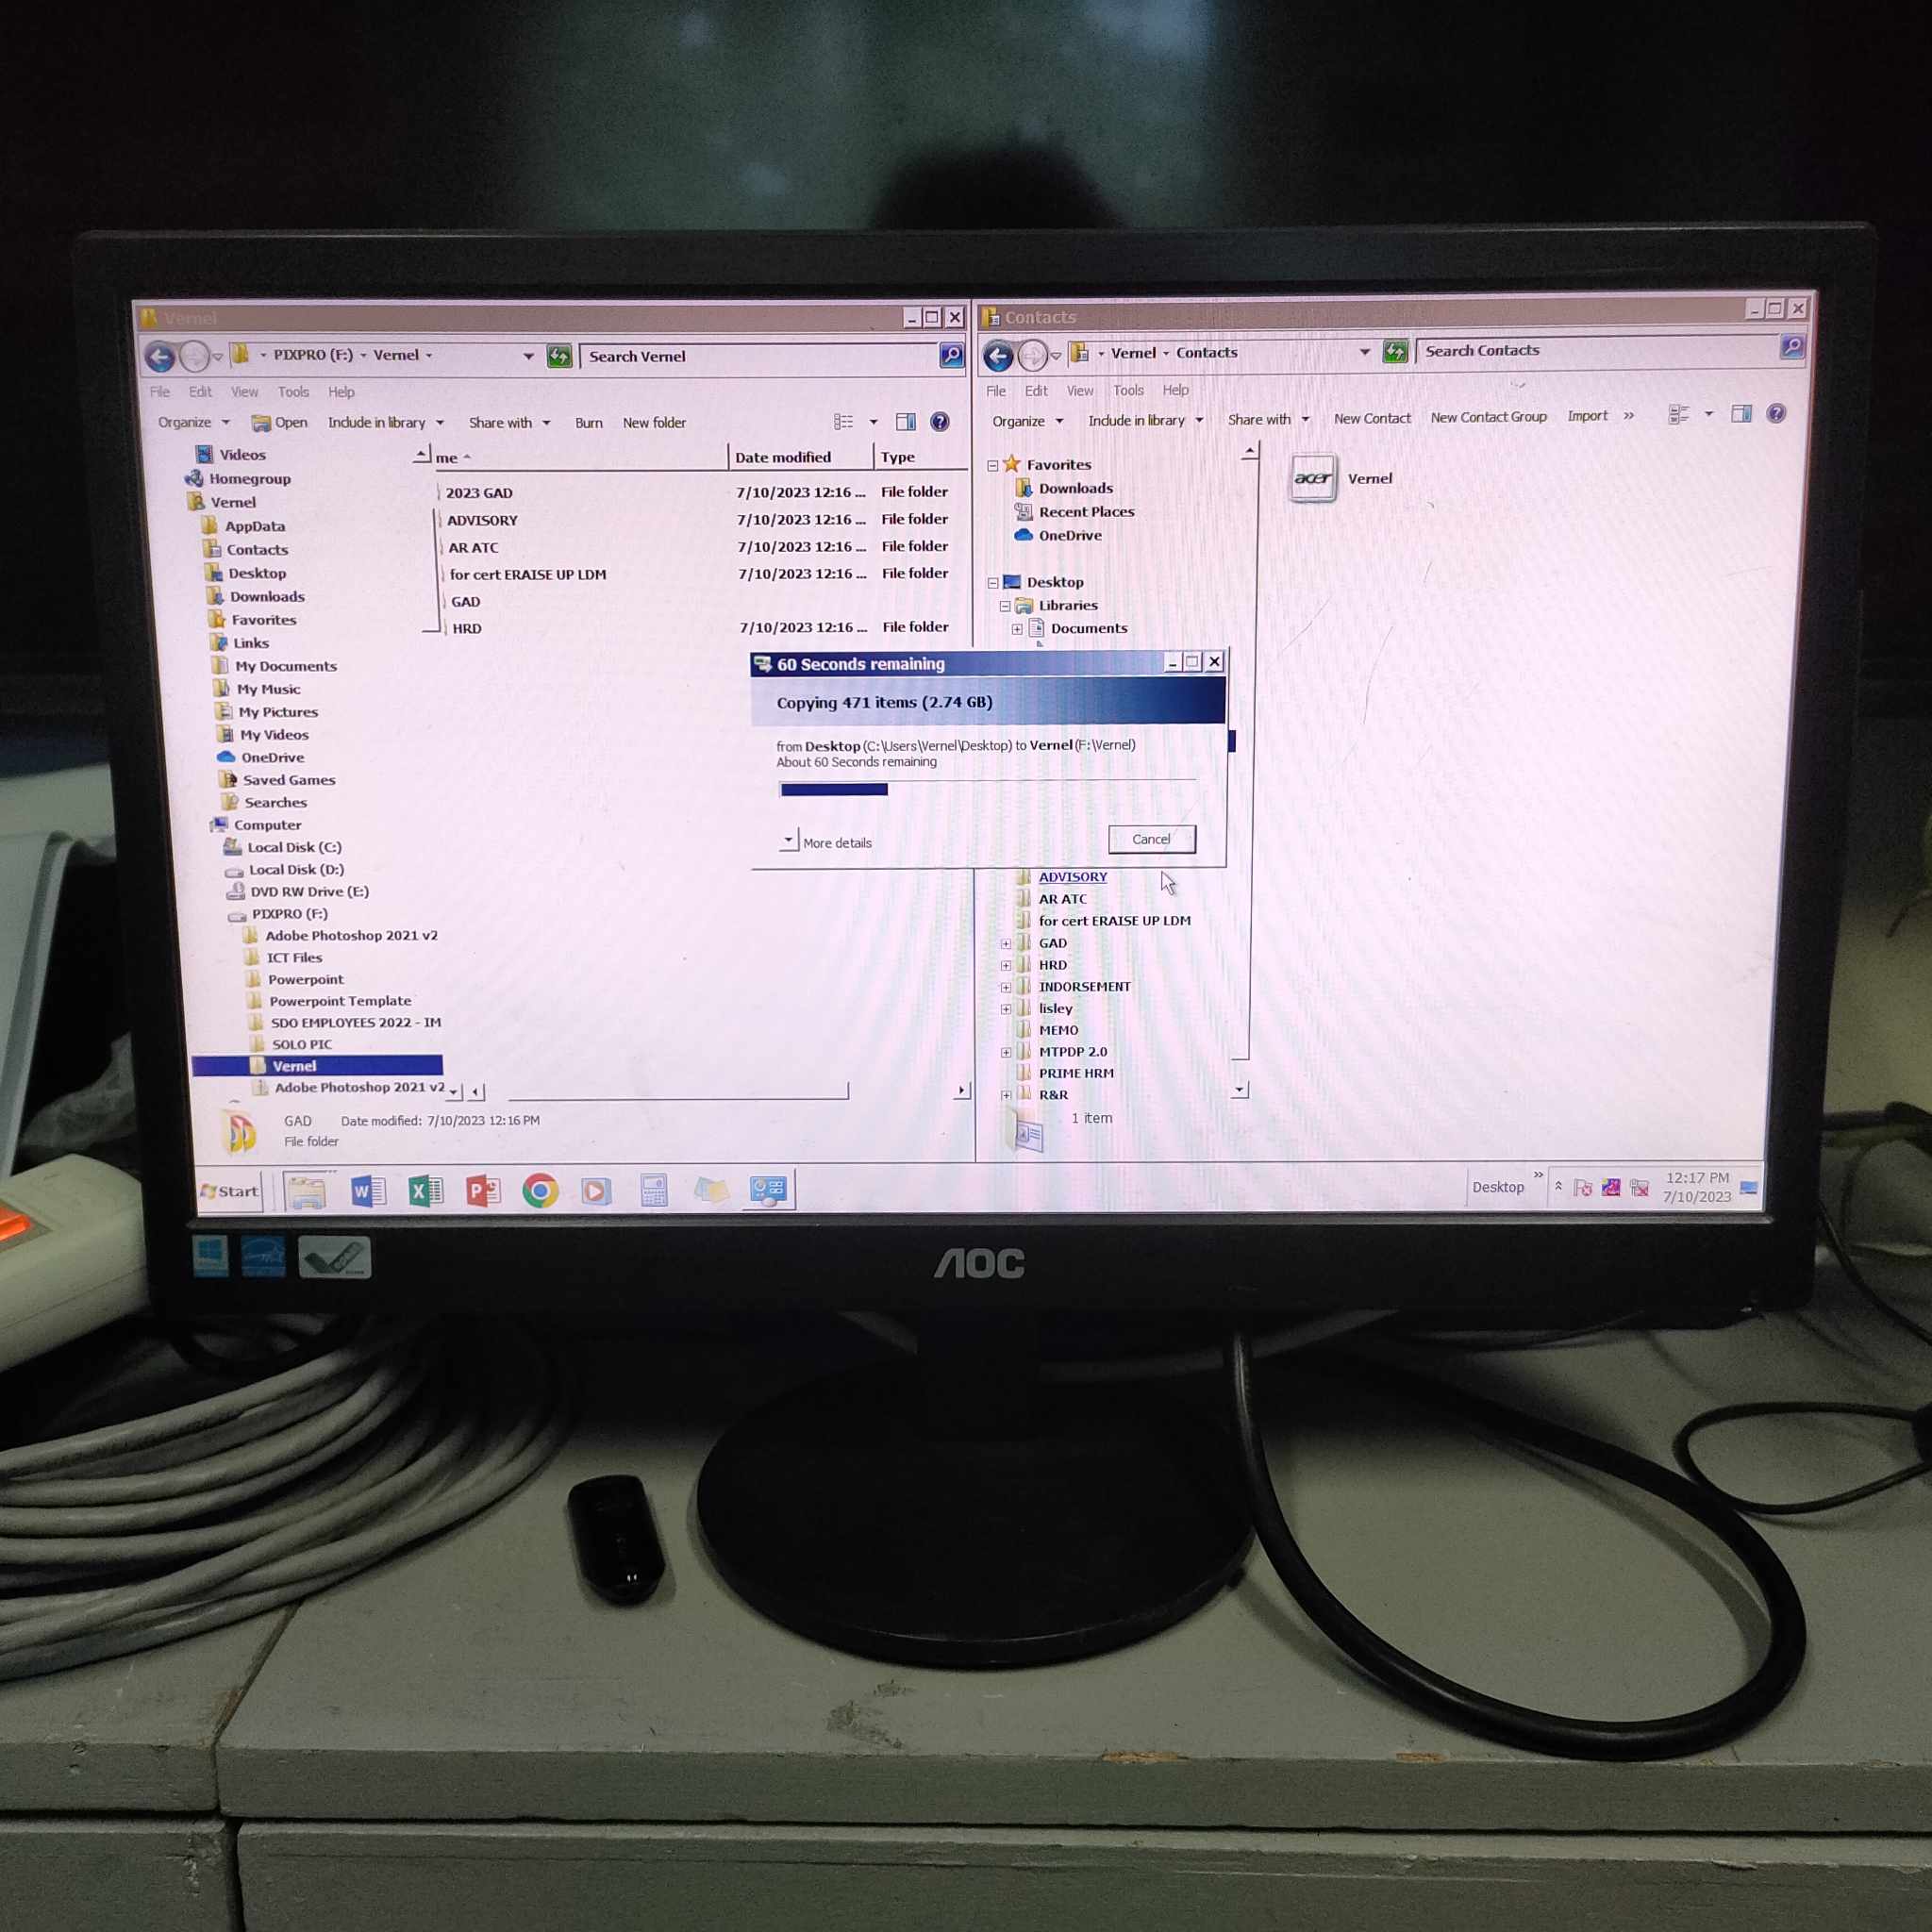 Vernel
PIXPRO (F:) Vernel
Search Vernel
File Edit View Tools Help
Organize Open Include in library Share with Burn New folder
Videos
Homegroup
Vernel
AppData
Contacts
Desktop
Downloads
Favorites
Links
My Documents
My Music
My Pictures
My Videos
OneDrive
Saved Games
Searches
Computer
Local Disk (C:)
Local Disk (D:)
DVD RW Drive (E:)
PIXPRO (F:)
Adobe Photoshop 2021 v2
ICT Files
Powerpoint
Powerpoint Template
SDO EMPLOYEES 2022 - IM
SOLO PIC
Vernel
Adobe Photoshop 2021 v2
me Date modified Type
2023 GAD 7/10/2023 12:16 ... File folder
ADVISORY 7/10/2023 12:16 ... File folder
AR ATC 7/10/2023 12:16 ... File folder
for cert ERAISE UP LDM 7/10/2023 12:16 ... File folder
GAD
HRD 7/10/2023 12:16 ... File folder
GAD Date modified: 7/10/2023 12:16 PM
File folder
Contacts
Vernel Contacts
Search Contacts
File Edit View Tools Help
Organize Include in library Share with New Contact New Contact Group Import »
Favorites
Downloads
Recent Places
OneDrive
Desktop
Libraries
Documents
ADVISORY
AR ATC
for cert ERAISE UP LDM
GAD
HRD
INDORSEMENT
lisley
MEMO
MTPDP 2.0
PRIME HRM
R&R
acer Vernel
1 item
60 Seconds remaining
Copying 471 items (2.74 GB)
from Desktop (C:\Users\Vernel\Desktop) to Vernel (F:\Vernel)
About 60 Seconds remaining
More details
Cancel
Start
Desktop »
12:17 PM
7/10/2023
AOC